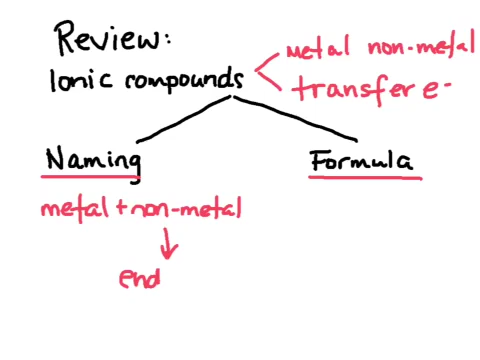 Review:
Ionic compounds
metal non-metal
transfer e-
Naming
metal + non-metal
end
Formula